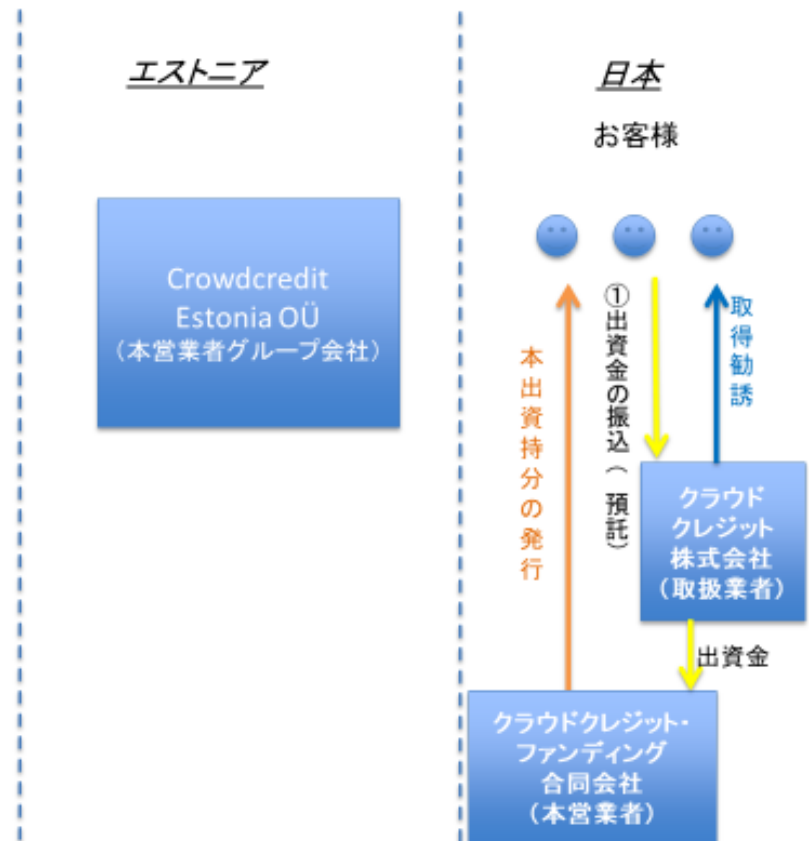 エストニア
日本
お客様
Crowdcredit
Estonia OÜ
（本営業者グループ会社）
本出資持分の発行
①出資金の振込（預託）
取得勧誘
クラウド
クレジット
株式会社
（取扱業者）
出資金
クラウドクレジット・
ファンディング
合同会社
（本営業者）